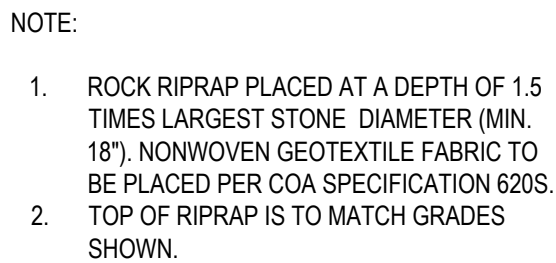 NOTE:
1. ROCK RIPRAP PLACED AT A DEPTH OF 1.5
TIMES LARGEST STONE DIAMETER (MIN.
18"). NONWOVEN GEOTEXTILE FABRIC TO
BE PLACED PER COA SPECIFICATION 620S.
2. TOP OF RIPRAP IS TO MATCH GRADES
SHOWN.